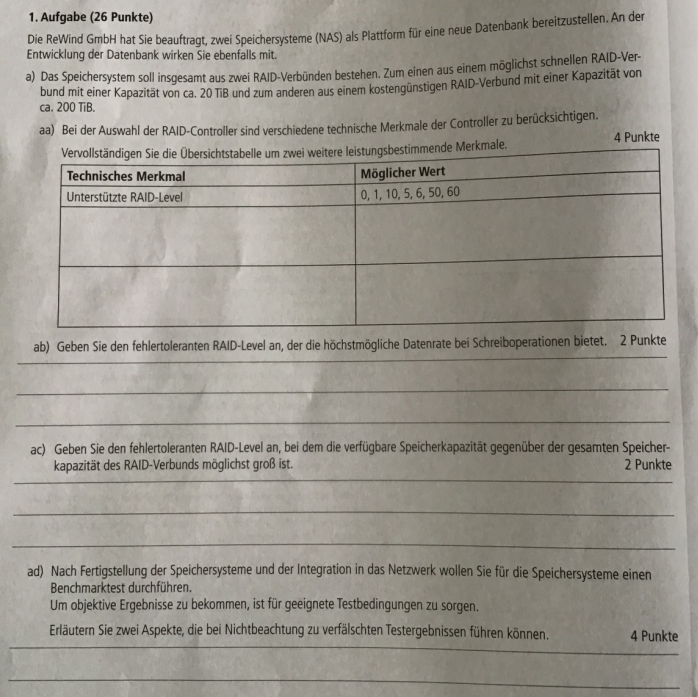 1. Aufgabe (26 Punkte)
Die ReWind GmbH hat Sie beauftragt, zwei Speichersysteme (NAS) als Plattform für eine neue Datenbank bereitzustellen. An der
Entwicklung der Datenbank wirken Sie ebenfalls mit.
a) Das Speichersystem soll insgesamt aus zwei RAID-Verbünden bestehen. Zum einen aus einem möglichst schnellen RAID-Ver-
bund mit einer Kapazität von ca. 20 TiB und zum anderen aus einem kostengünstigen RAID-Verbund mit einer Kapazität von
ca. 200 TiB.
aa) Bei der Auswahl der RAID-Controller sind verschiedene technische Merkmale der Controller zu berücksichtigen.
Vervollständigen Sie die Übersichtstabelle um zwei weitere leistungsbestimmende Merkmale. 4 Punkte
Technisches Merkmal Möglicher Wert
Unterstützte RAID-Level 0, 1, 10, 5, 6, 50, 60
ab) Geben Sie den fehlertoleranten RAID-Level an, der die höchstmögliche Datenrate bei Schreiboperationen bietet. 2 Punkte
ac) Geben Sie den fehlertoleranten RAID-Level an, bei dem die verfügbare Speicherkapazität gegenüber der gesamten Speicher-
kapazität des RAID-Verbunds möglichst groß ist. 2 Punkte
ad) Nach Fertigstellung der Speichersysteme und der Integration in das Netzwerk wollen Sie für die Speichersysteme einen
Benchmarktest durchführen.
Um objektive Ergebnisse zu bekommen, ist für geeignete Testbedingungen zu sorgen.
Erläutern Sie zwei Aspekte, die bei Nichtbeachtung zu verfälschten Testergebnissen führen können. 4 Punkte